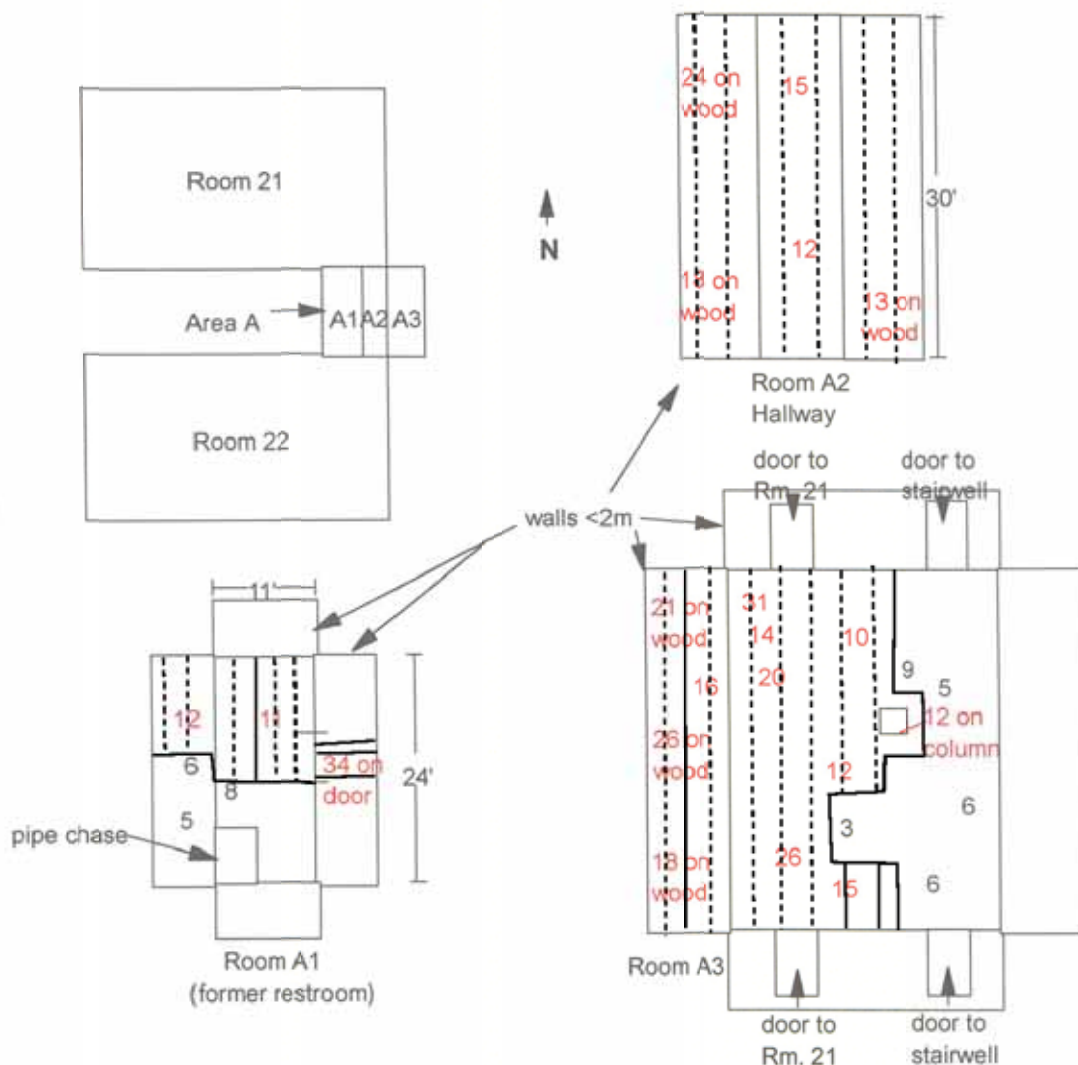 Room 21
N
Area A
A1
A2
A3
Room 22
24 on
wood
15
30'
12
18 on
wood
13 on
wood
Room A2
Hallway
walls <2m
11'
12
11
6
8
34 on
door
24'
5
pipe chase
Room A1
(former restroom)
door to
Rm. 21
door to
stairwell
21 on
wood
31
14
10
16
20
9
5
12 on
column
26 on
wood
12
6
3
18 on
wood
26
15
6
Room A3
door to
Rm. 21
door to
stairwell